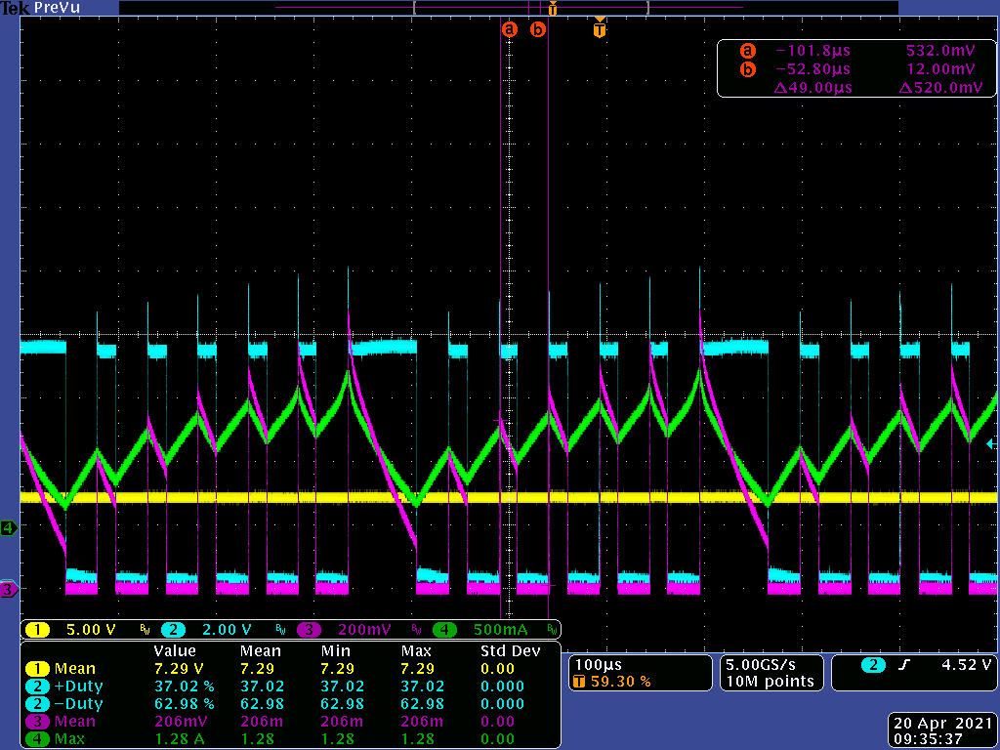 Tek PreVu
T
a b T
a −101.8µs 532.0mV
b −52.80µs 12.00mV
Δ49.00µs Δ520.0mV
4
3
1 5.00 V BW 2 2.00 V BW 3 200mV BW 4 500mA BW
Value Mean Min Max Std Dev
1 Mean 7.29 V 7.29 7.29 7.29 0.00
2 +Duty 37.02 % 37.02 37.02 37.02 0.000
2 −Duty 62.98 % 62.98 62.98 62.98 0.000
3 Mean 206mV 206m 206m 206m 0.00
4 Max 1.28 A 1.28 1.28 1.28 0.00
100µs
T 59.30 %
5.00GS/s
10M points
2 4.52 V
20 Apr 2021
09:35:37